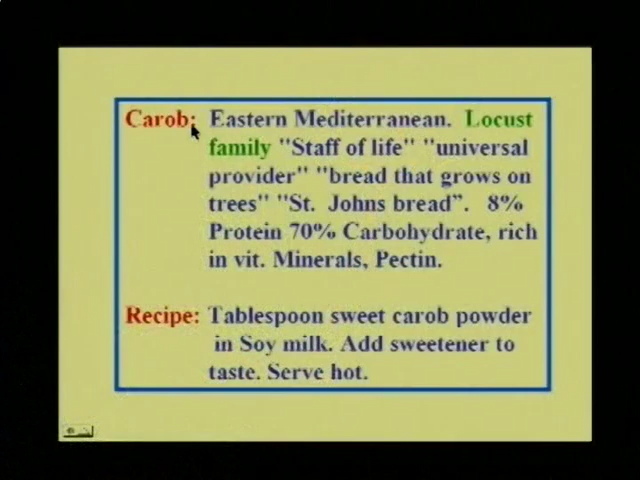 Carob: Eastern Mediterranean. Locust
family "Staff of life" "universal
provider" "bread that grows on
trees" "St. Johns bread”. 8%
Protein 70% Carbohydrate, rich
in vit. Minerals, Pectin.
Recipe: Tablespoon sweet carob powder
in Soy milk. Add sweetener to
taste. Serve hot.